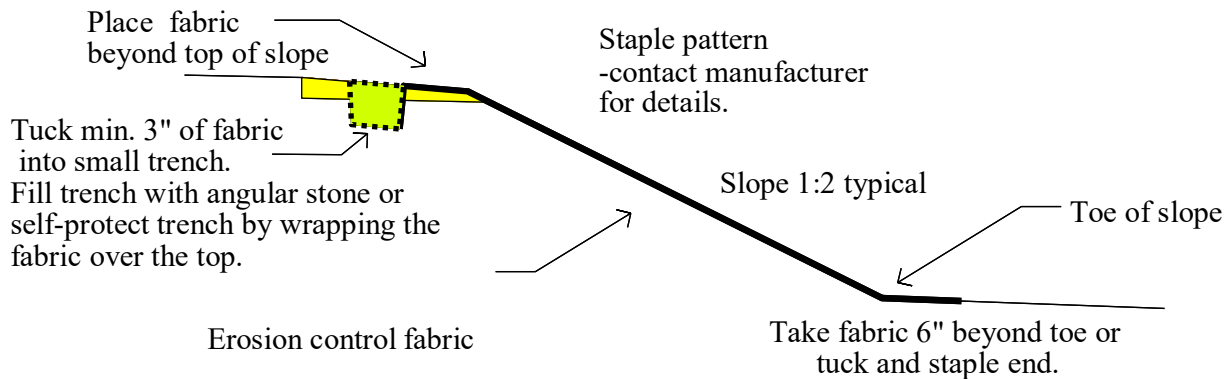 Place fabric
beyond top of slope
Staple pattern
-contact manufacturer
for details.
Tuck min. 3" of fabric
into small trench.
Fill trench with angular stone or
self-protect trench by wrapping the
fabric over the top.
Slope 1:2 typical
Toe of slope
Erosion control fabric
Take fabric 6" beyond toe or
tuck and staple end.